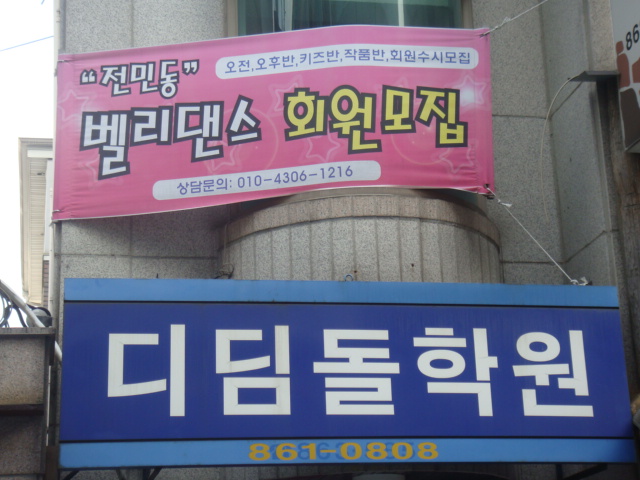 오전,오후반,키즈반,작품반,회원수시모집
“전민동”
벨리댄스 회원모집
상담문의: 010-4306-1216
디딤돌학원
861-0808
86